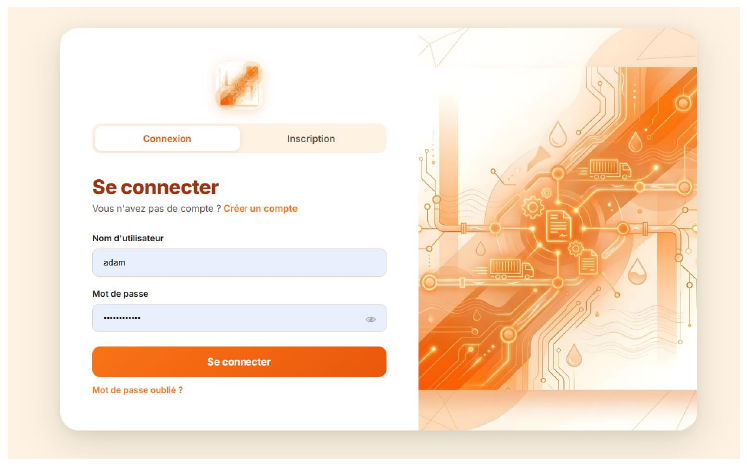 Connexion
Inscription
Se connecter
Vous n'avez pas de compte ? Créer un compte
Nom d'utilisateur
adam
Mot de passe
••••••••••••
Se connecter
Mot de passe oublié ?